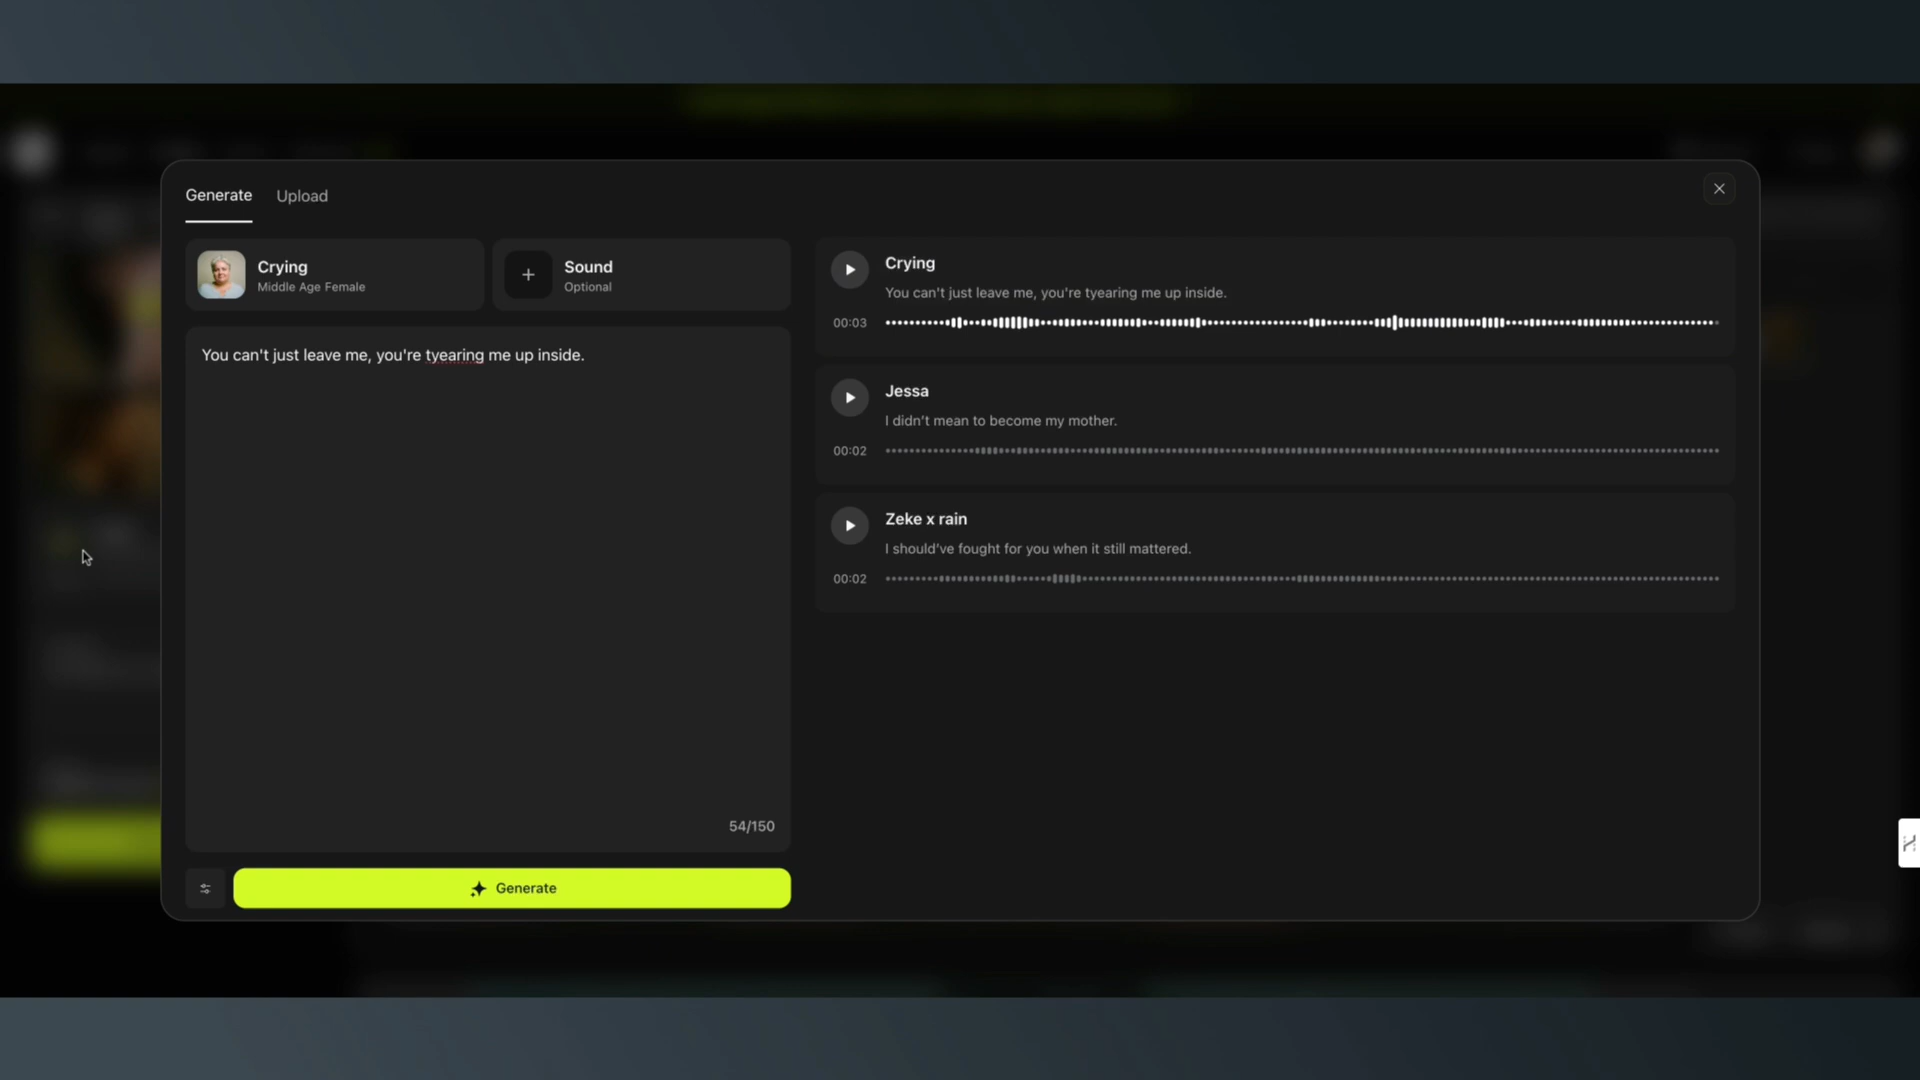 Generate
Upload
Crying
Middle Age Female
Sound
Optional
You can't just leave me, you're tyearing me up inside.
54/150
Generate
Crying
You can't just leave me, you're tyearing me up inside.
00:03
Jessa
I didn't mean to become my mother.
00:02
Zeke x rain
I should've fought for you when it still mattered.
00:02